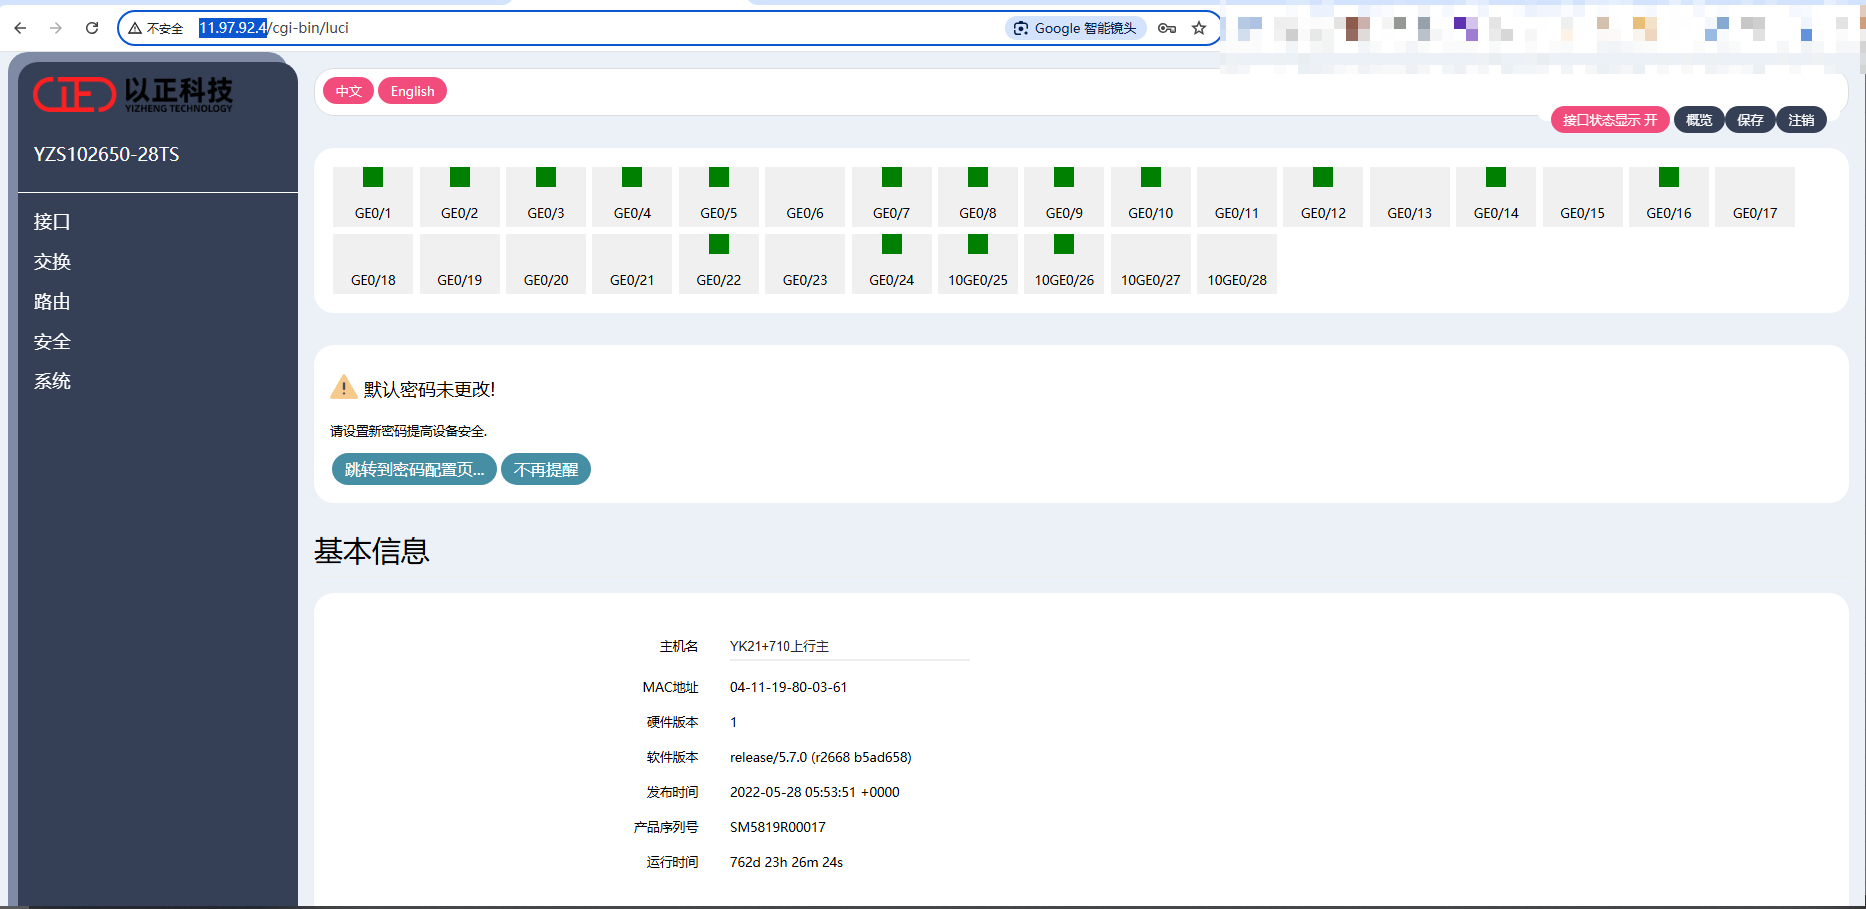 不安全 11.97.92.4/cgi-bin/luci Google 智能镜头
以正科技
YIZHENG TECHNOLOGY
YZS102650-28TS
接口
交换
路由
安全
系统
中文 English
接口状态显示 开 概览 保存 注销
GE0/1 GE0/2 GE0/3 GE0/4 GE0/5 GE0/6 GE0/7 GE0/8 GE0/9 GE0/10 GE0/11 GE0/12 GE0/13 GE0/14 GE0/15 GE0/16 GE0/17
GE0/18 GE0/19 GE0/20 GE0/21 GE0/22 GE0/23 GE0/24 10GE0/25 10GE0/26 10GE0/27 10GE0/28
默认密码未更改!
请设置新密码提高设备安全.
跳转到密码配置页... 不再提醒
基本信息
主机名 YK21+710上行主
MAC地址 04-11-19-80-03-61
硬件版本 1
软件版本 release/5.7.0 (r2668 b5ad658)
发布时间 2022-05-28 05:53:51 +0000
产品序列号 SM5819R00017
运行时间 762d 23h 26m 24s